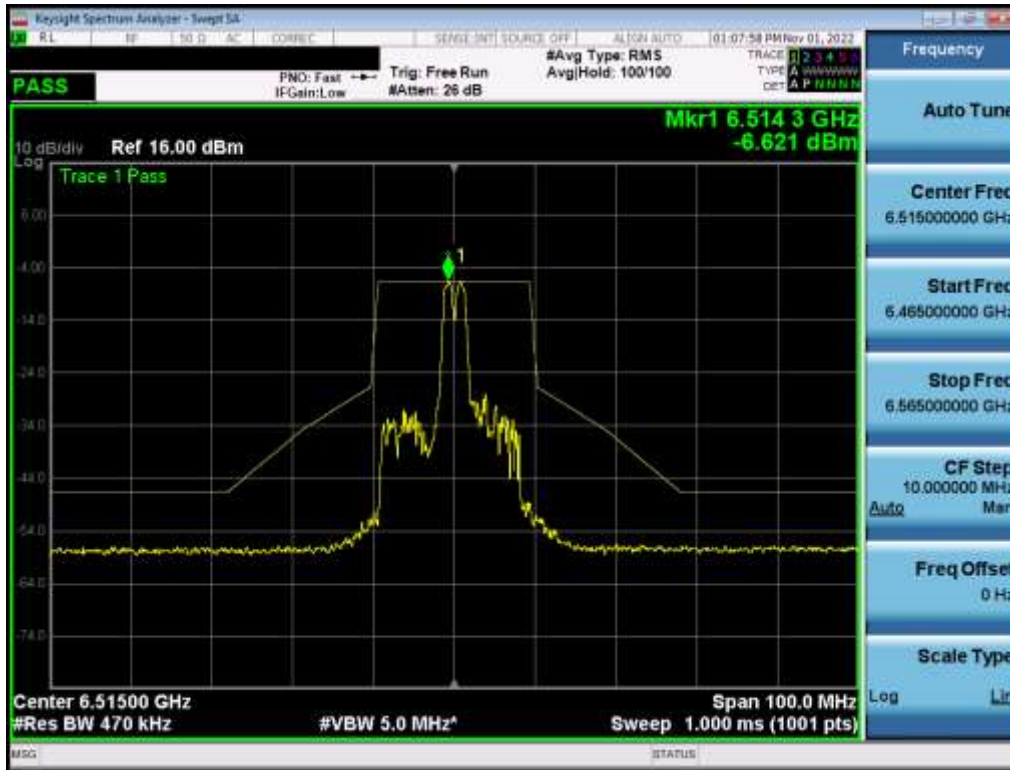 Keysight Spectrum Analyzer - Swept SA
RL RF 50 Ω AC CORREC SENSE:INT SOURCE OFF ALIGN AUTO 01:07:58 PM Nov 01, 2022
Frequency
PASS
PNO: Fast
IFGain:Low
Trig: Free Run
#Atten: 26 dB
#Avg Type: RMS
Avg|Hold: 100/100
TRACE 1 2 3 4 5 6
TYPE A WWWWW
DET A P N N N N
Auto Tune
Mkr1 6.514 3 GHz
-6.621 dBm
10 dB/div
Log
Ref 16.00 dBm
Trace 1 Pass
6.00
-4.00
-14.0
-24.0
-34.0
-44.0
-54.0
-64.0
-74.0
1
Center Freq
6.515000000 GHz
Start Freq
6.465000000 GHz
Stop Freq
6.565000000 GHz
CF Step
10.000000 MHz
Auto Man
Freq Offset
0 Hz
Scale Type
Log Lin
Center 6.51500 GHz
#Res BW 470 kHz
#VBW 5.0 MHz*
Span 100.0 MHz
Sweep 1.000 ms (1001 pts)
MSG
STATUS